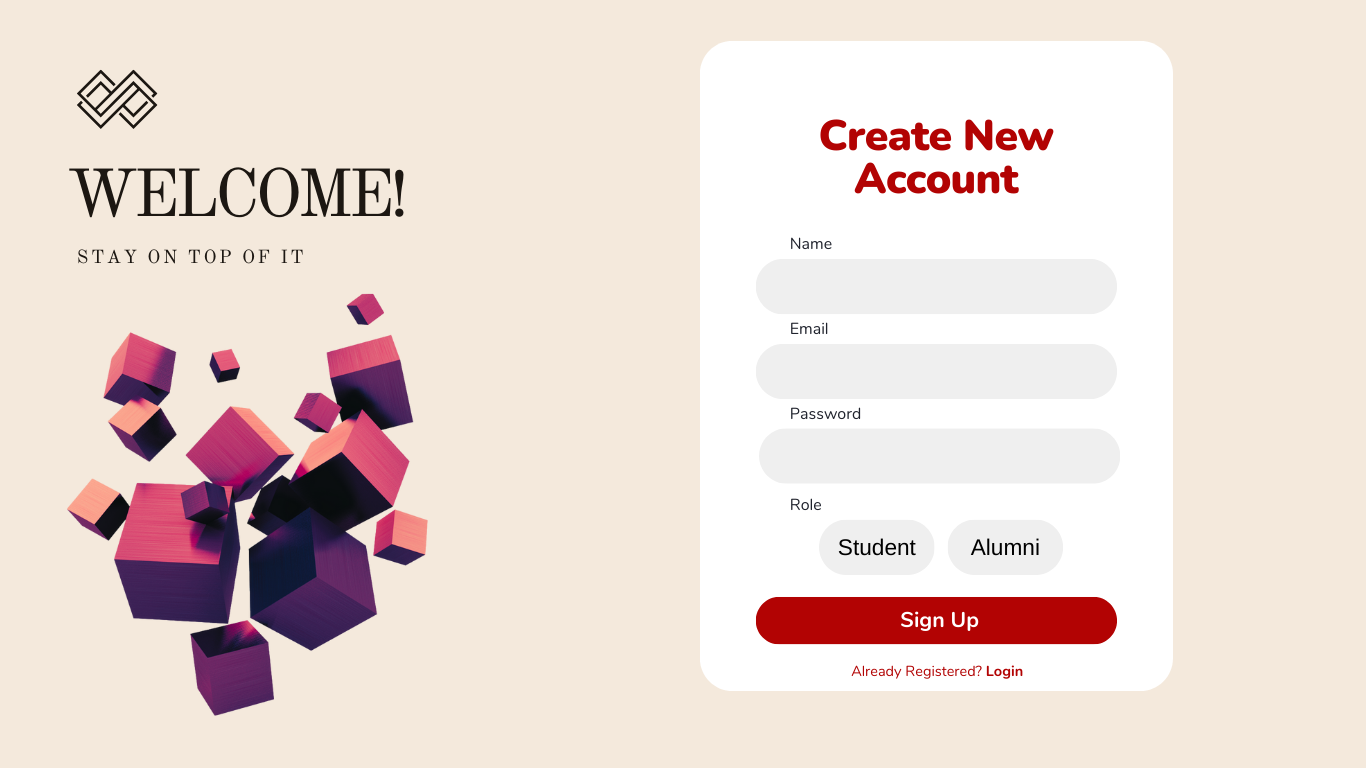 WELCOME!
STAY ON TOP OF IT
Create New
Account
Name
Email
Password
Role
Student
Alumni
Sign Up
Already Registered? Login